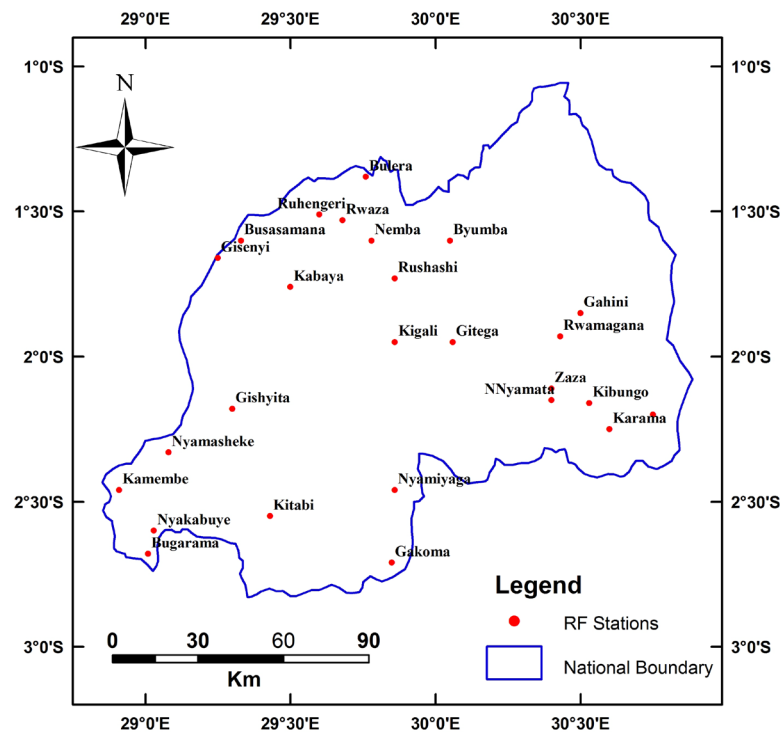 29°0'E 29°30'E 30°0'E 30°30'E
1°0'S 1°0'S
N
Bulera
Ruhengeri
Rwaza
1°30'S 1°30'S
Busasamana Nemba Byumba
Gisenyi
Kabaya Rushashi
Gahini
Rwamagana
Kigali Gitega
2°0'S 2°0'S
Zaza
NNyamata Kibungo
Gishyita
Karama
Nyamasheke
Kamembe Nyamiyaga
2°30'S 2°30'S
Kitabi
Nyakabuye
Bugarama
Gakoma
Legend
RF Stations
National Boundary
3°0'S 3°0'S
0 30 60 90
Km
29°0'E 29°30'E 30°0'E 30°30'E